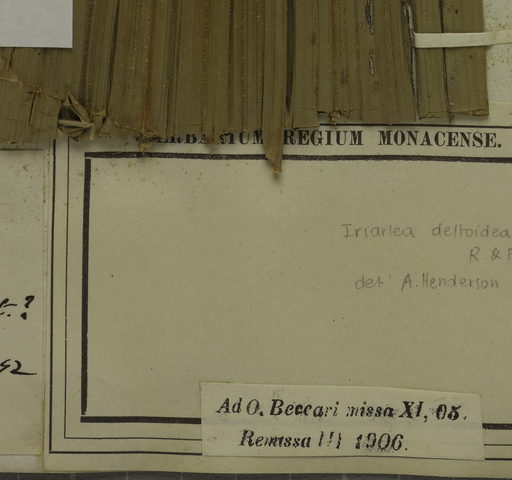 REGIUM MONACENSE.
Iriartea deltoidea
R &
det A. Henderson
Ad O. Beccari missa XI, 05.
Remissa III 1906.